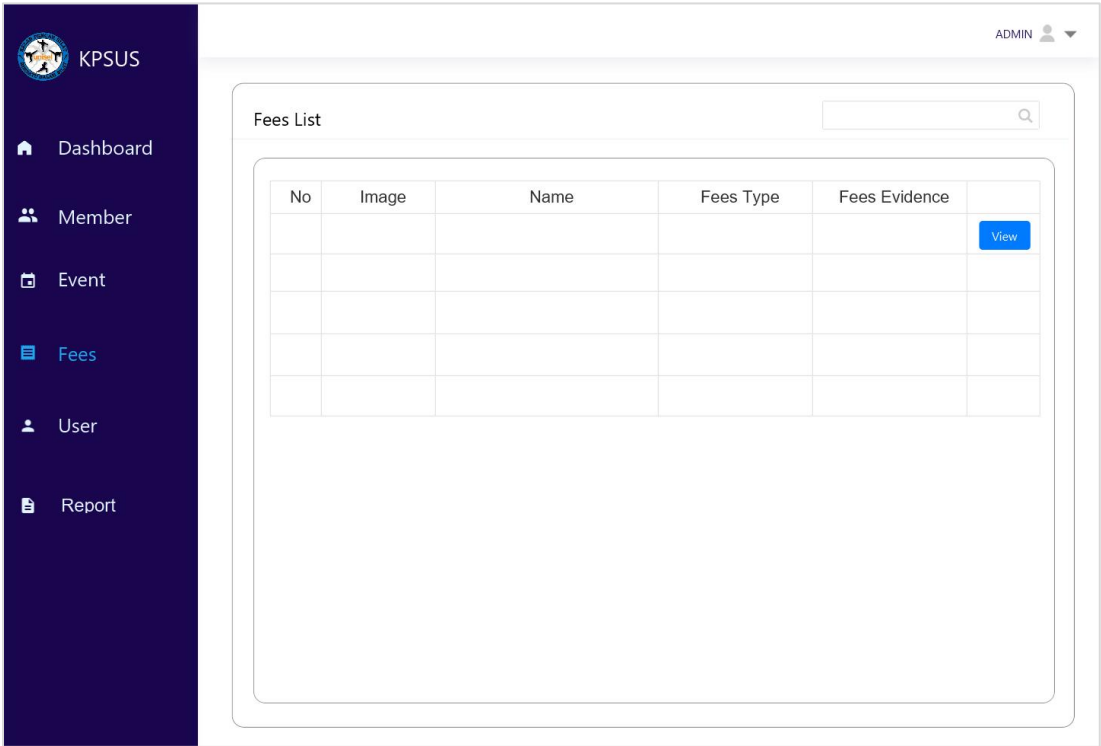 KPSUS
ADMIN
Dashboard
Member
Event
Fees
User
Report
Fees List
No Image Name Fees Type Fees Evidence
View